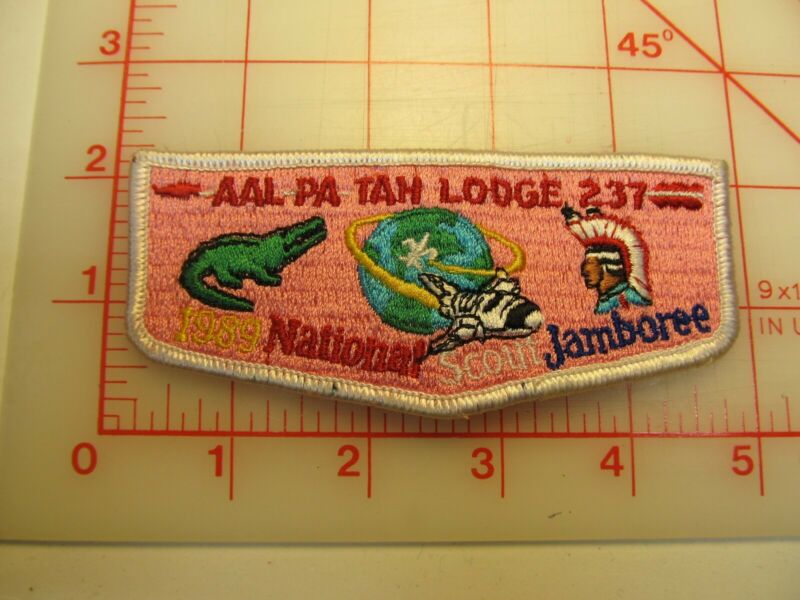 3
45°
2
AAL-PA TAH LODGE 237
1
9x1
1989 National Scout Jamboree
IN U
0 1 2 3 4 5